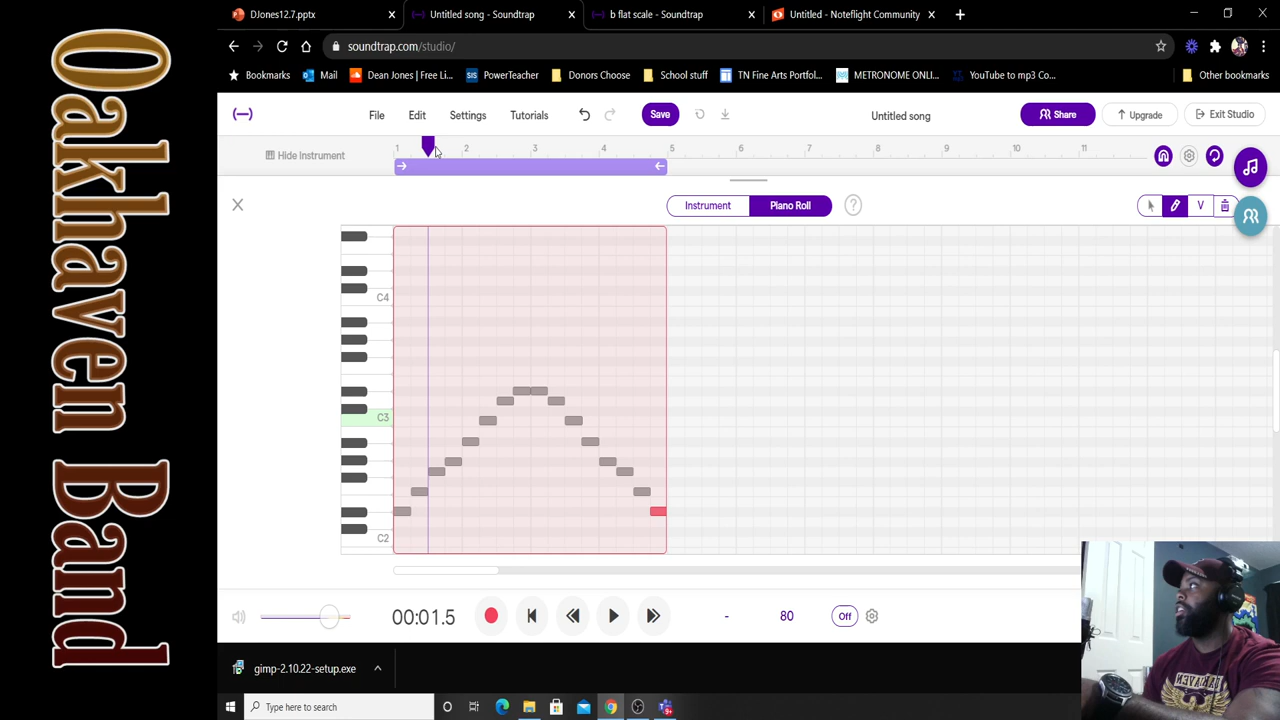 Oakhaven Band
DJones12.7.pptx
Untitled song - Soundtrap
b flat scale - Soundtrap
Untitled - Noteflight Community
soundtrap.com/studio/
Bookmarks
Mail
Dean Jones | Free Li...
PowerTeacher
Donors Choose
School stuff
TN Fine Arts Portfol...
METRONOME ONLI...
YouTube to mp3 Co...
Other bookmarks
File
Edit
Settings
Tutorials
Save
Untitled song
Share
Upgrade
Exit Studio
Hide Instrument
1 2 3 4 5 6 7 8 9 10 11
Instrument
Piano Roll
?
V
C4
C3
C2
00:01.5
-
80
Off
gimp-2.10.22-setup.exe
Type here to search